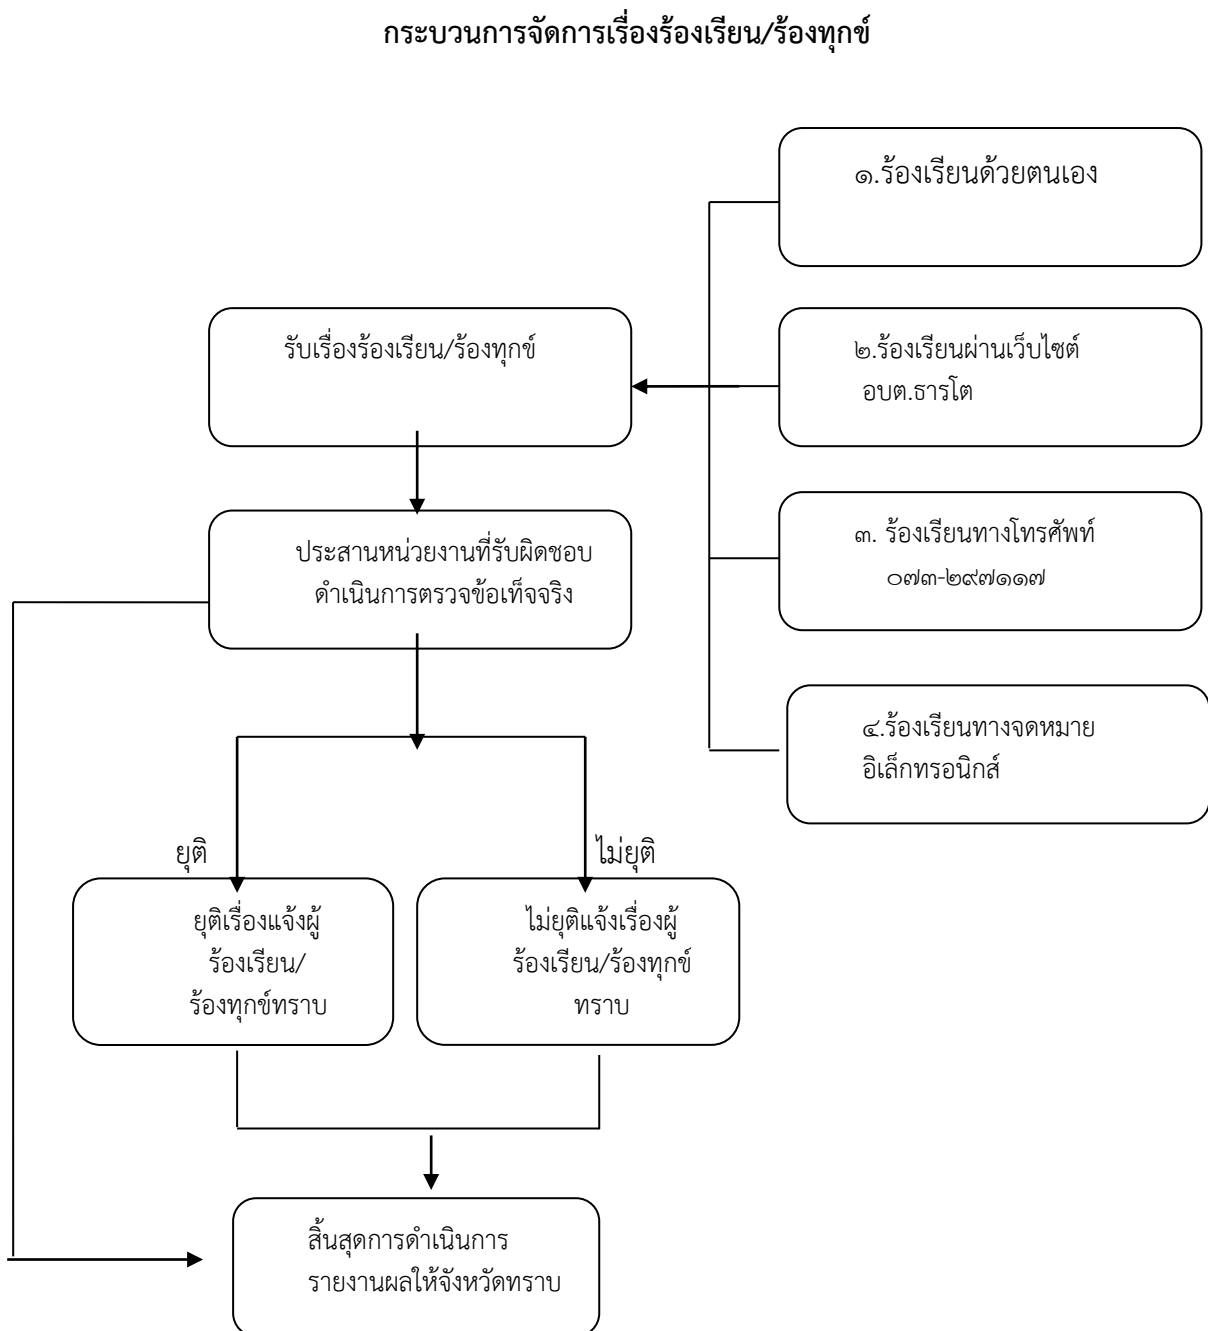 กระบวนการจัดการเรื่องร้องเรียน/ร้องทุกข์
๑.ร้องเรียนด้วยตนเอง
รับเรื่องร้องเรียน/ร้องทุกข์
๒.ร้องเรียนผ่านเว็บไซต์
อบต.ธารโต
ประสานหน่วยงานที่รับผิดชอบ
ดำเนินการตรวจข้อเท็จจริง
๓. ร้องเรียนทางโทรศัพท์
๐๗๓-๒๙๗๑๑๗
๔.ร้องเรียนทางจดหมาย
อิเล็กทรอนิกส์
ยุติ
ไม่ยุติ
ยุติเรื่องแจ้งผู้
ร้องเรียน/
ร้องทุกข์ทราบ
ไม่ยุติแจ้งเรื่องผู้
ร้องเรียน/ร้องทุกข์
ทราบ
สิ้นสุดการดำเนินการ
รายงานผลให้จังหวัดทราบ